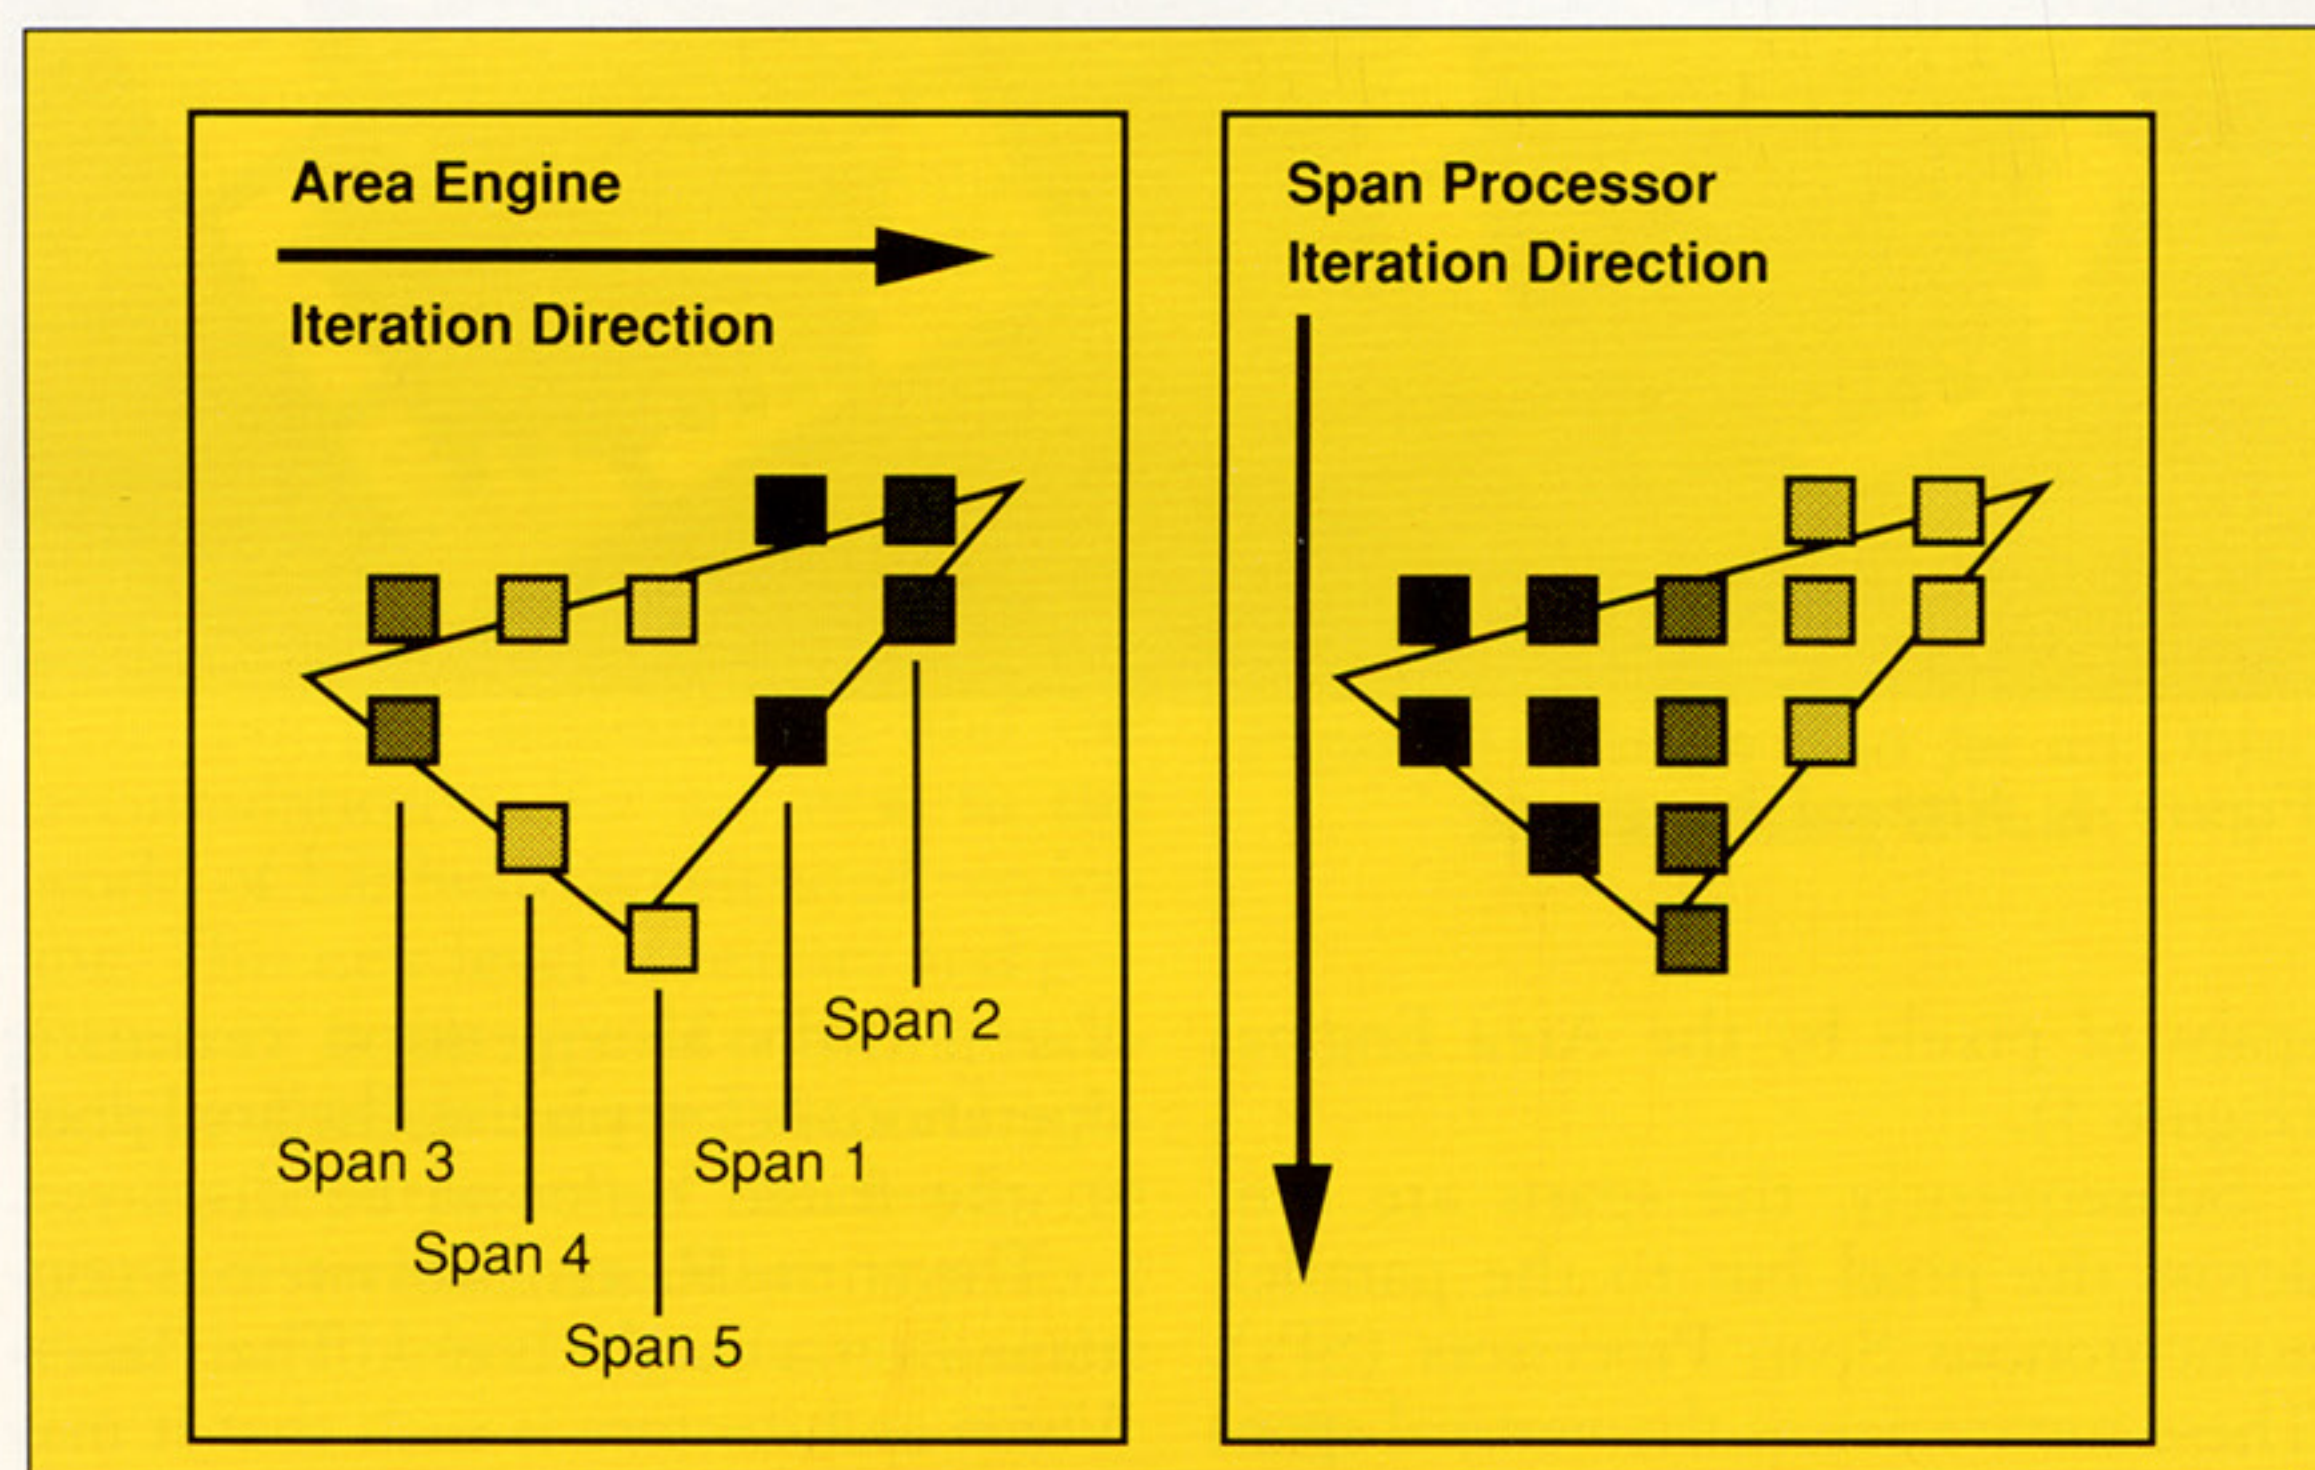 Area Engine
Iteration Direction
Span 2
Span 3
Span 1
Span 4
Span 5
Span Processor
Iteration Direction